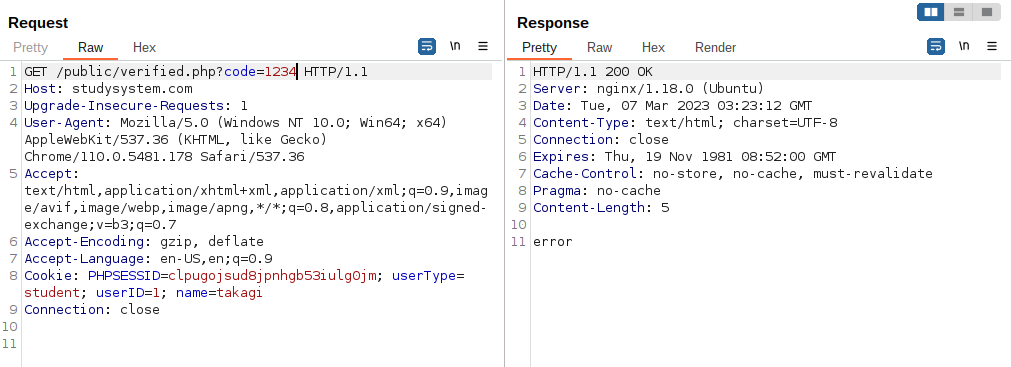 Request
Pretty Raw Hex
\n
1 GET /public/verified.php?code=1234 HTTP/1.1
2 Host: studysystem.com
3 Upgrade-Insecure-Requests: 1
4 User-Agent: Mozilla/5.0 (Windows NT 10.0; Win64; x64)
AppleWebKit/537.36 (KHTML, like Gecko)
Chrome/110.0.5481.178 Safari/537.36
5 Accept:
text/html,application/xhtml+xml,application/xml;q=0.9,imag
e/avif,image/webp,image/apng,*/*;q=0.8,application/signed-
exchange;v=b3;q=0.7
6 Accept-Encoding: gzip, deflate
7 Accept-Language: en-US,en;q=0.9
8 Cookie: PHPSESSID=clpugojsud8jpnhgb53iulg0jm; userType=
student; userID=1; name=takagi
9 Connection: close
10
11
Response
Pretty Raw Hex Render
\n
1 HTTP/1.1 200 OK
2 Server: nginx/1.18.0 (Ubuntu)
3 Date: Tue, 07 Mar 2023 03:23:12 GMT
4 Content-Type: text/html; charset=UTF-8
5 Connection: close
6 Expires: Thu, 19 Nov 1981 08:52:00 GMT
7 Cache-Control: no-store, no-cache, must-revalidate
8 Pragma: no-cache
9 Content-Length: 5
10
11 error